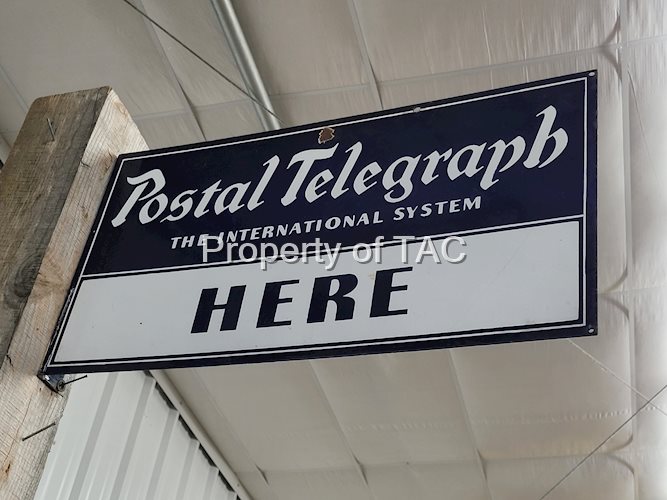 Postal Telegraph
THE INTERNATIONAL SYSTEM
Property of TAC
HERE